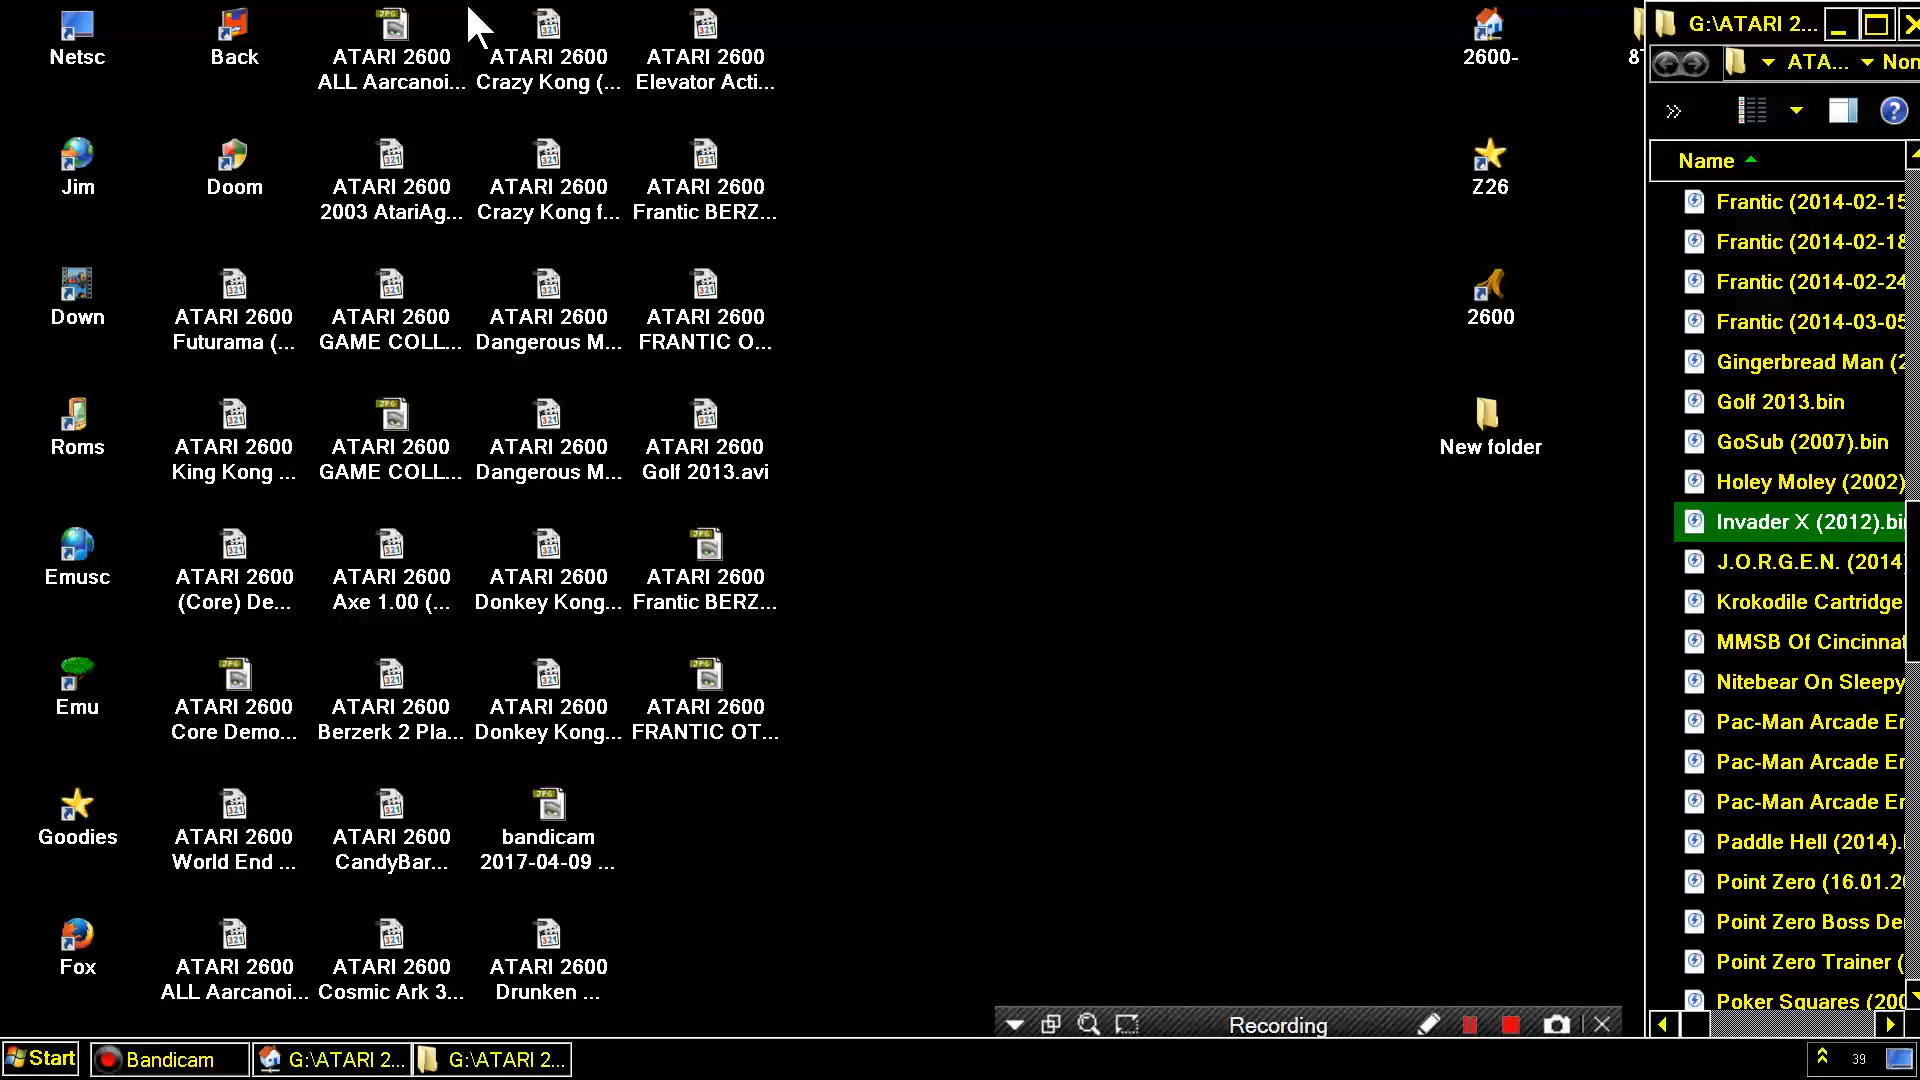 Netsc
Back
ATARI 2600
ALL Aarcanoi...
ATARI 2600
Crazy Kong (...
ATARI 2600
Elevator Acti...
2600-
8
Jim
Doom
ATARI 2600
2003 AtariAg...
ATARI 2600
Crazy Kong f...
ATARI 2600
Frantic BERZ...
Z26
Down
ATARI 2600
Futurama (...
ATARI 2600
GAME COLL...
ATARI 2600
Dangerous M...
ATARI 2600
FRANTIC O...
2600
Roms
ATARI 2600
King Kong ...
ATARI 2600
GAME COLL...
ATARI 2600
Dangerous M...
ATARI 2600
Golf 2013.avi
New folder
Emusc
ATARI 2600
(Core) De...
ATARI 2600
Axe 1.00 (...
ATARI 2600
Donkey Kong...
ATARI 2600
Frantic BERZ...
Emu
ATARI 2600
Core Demo...
ATARI 2600
Berzerk 2 Pla...
ATARI 2600
Donkey Kong...
ATARI 2600
FRANTIC OT...
Goodies
ATARI 2600
World End ...
ATARI 2600
CandyBar...
bandicam
2017-04-09 ...
Fox
ATARI 2600
ALL Aarcanoi...
ATARI 2600
Cosmic Ark 3...
ATARI 2600
Drunken ...
G:\ATARI 2...
ATA... Non
Name
Frantic (2014-02-15
Frantic (2014-02-18
Frantic (2014-02-24
Frantic (2014-03-05
Gingerbread Man (2
Golf 2013.bin
GoSub (2007).bin
Holey Moley (2002)
Invader X (2012).bi
J.O.R.G.E.N. (2014
Krokodile Cartridge
MMSB Of Cincinnat
Nitebear On Sleepy
Pac-Man Arcade Er
Pac-Man Arcade Er
Pac-Man Arcade Er
Paddle Hell (2014).
Point Zero (16.01.20
Point Zero Boss De
Point Zero Trainer (
Poker Squares (200
Recording
Start
Bandicam
G:\ATARI 2...
G:\ATARI 2...
39